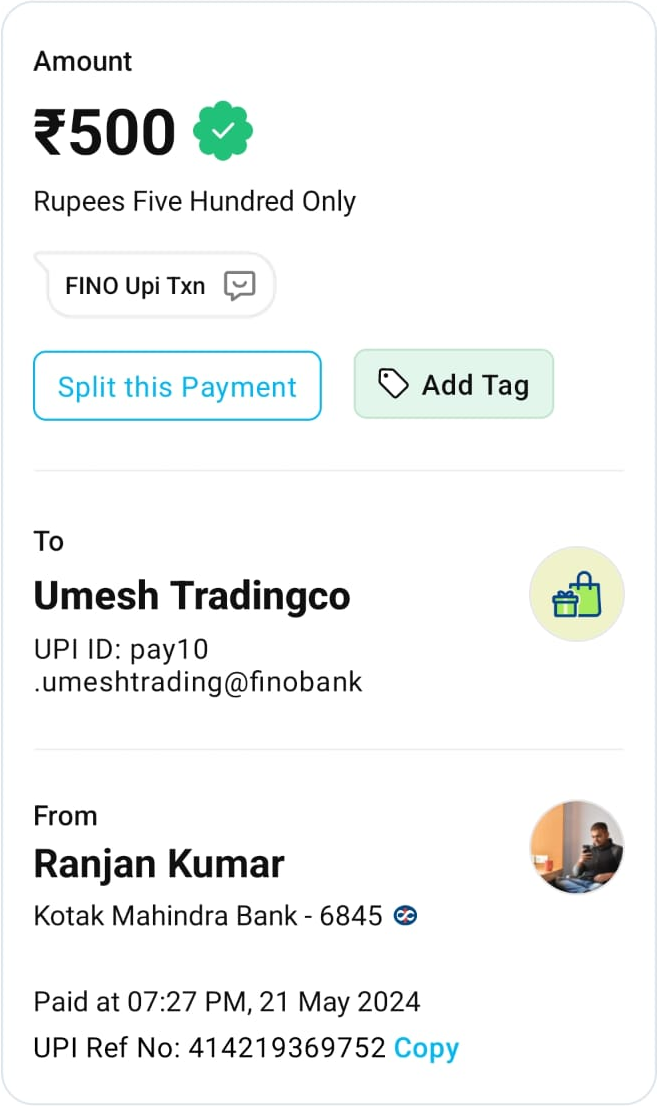 Amount
₹500
Rupees Five Hundred Only
FINO Upi Txn
Split this Payment
Add Tag
To
Umesh Tradingco
UPI ID: pay10
.umeshtrading@finobank
From
Ranjan Kumar
Kotak Mahindra Bank - 6845
Paid at 07:27 PM, 21 May 2024
UPI Ref No: 414219369752 Copy